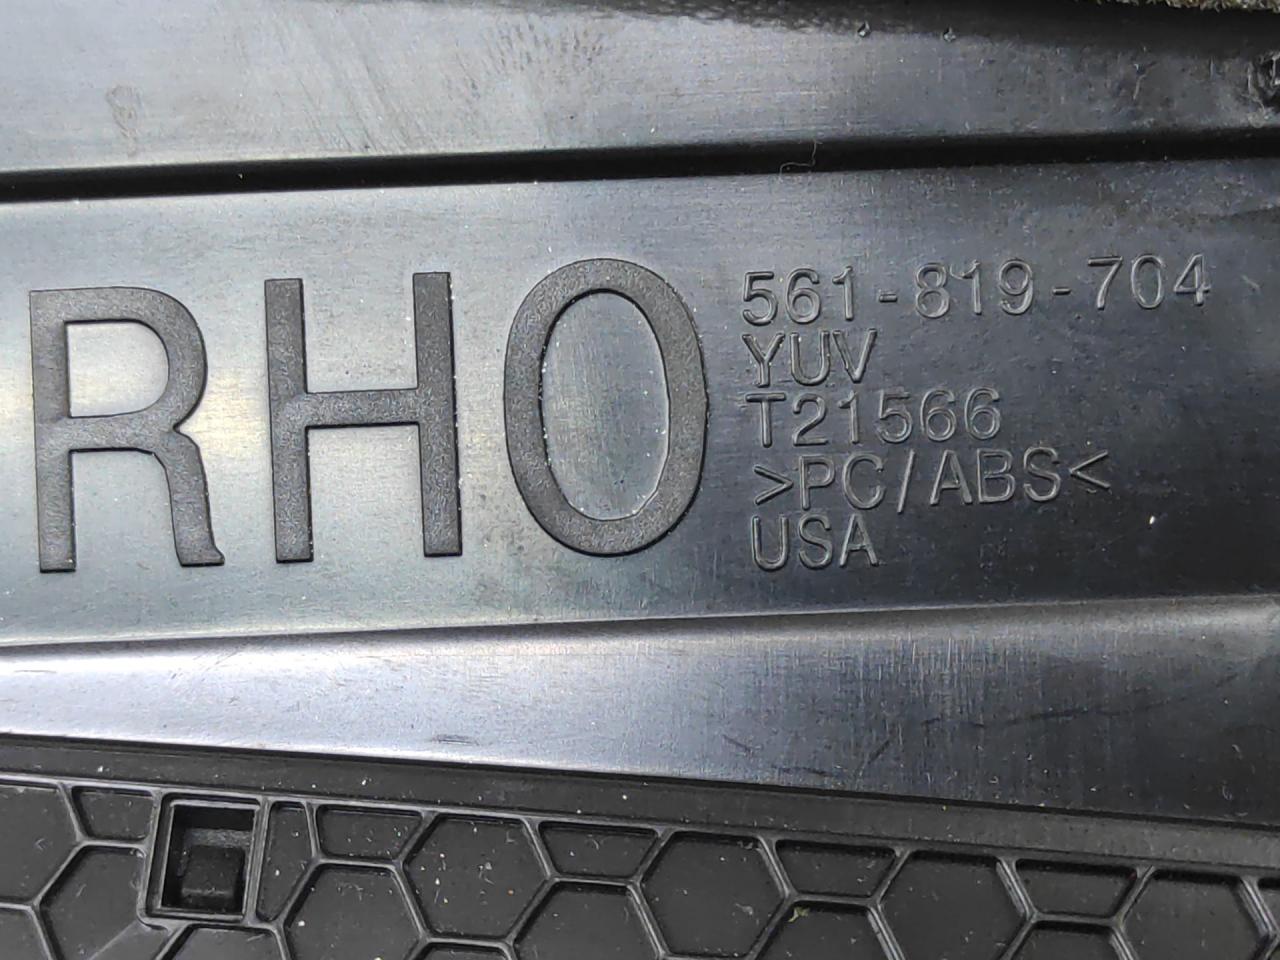 RHO
561-819-704
YUV
T21566
>PC/ABS<
USA